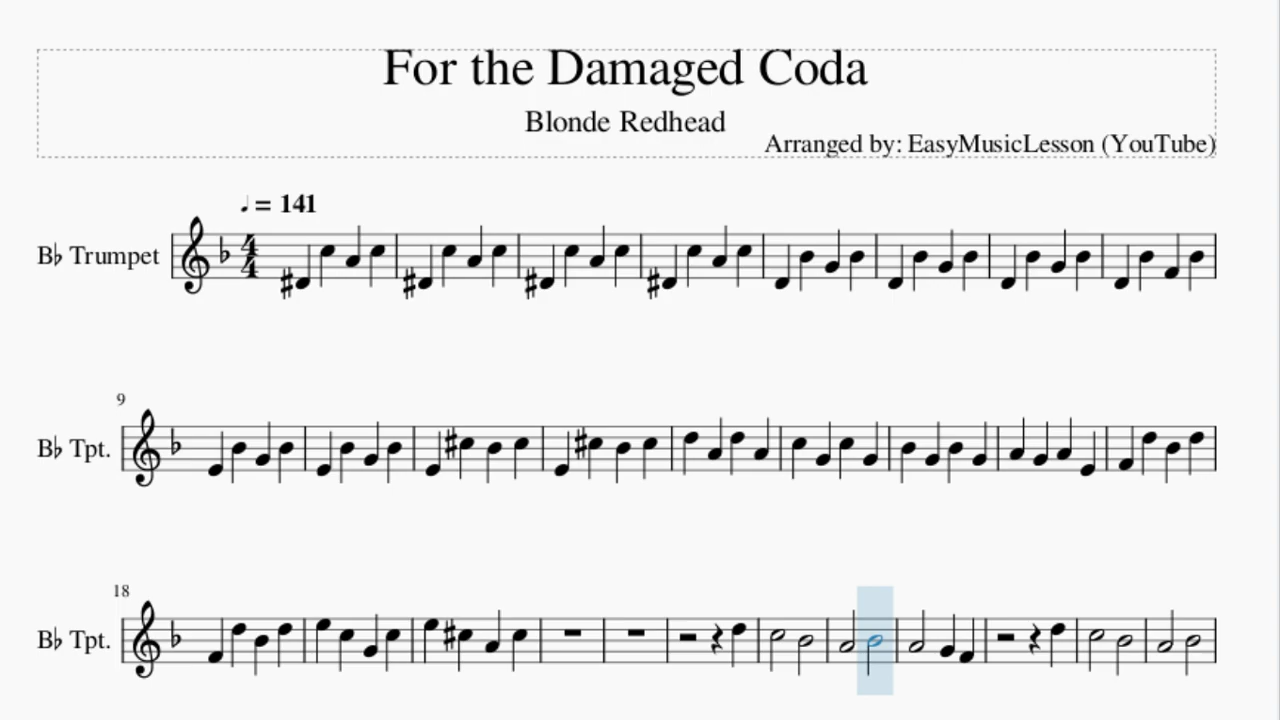 For the Damaged Coda
Blonde Redhead
Arranged by: EasyMusicLesson (YouTube)
♩ = 141
B♭ Trumpet
4
4
9
B♭ Tpt.
18
B♭ Tpt.